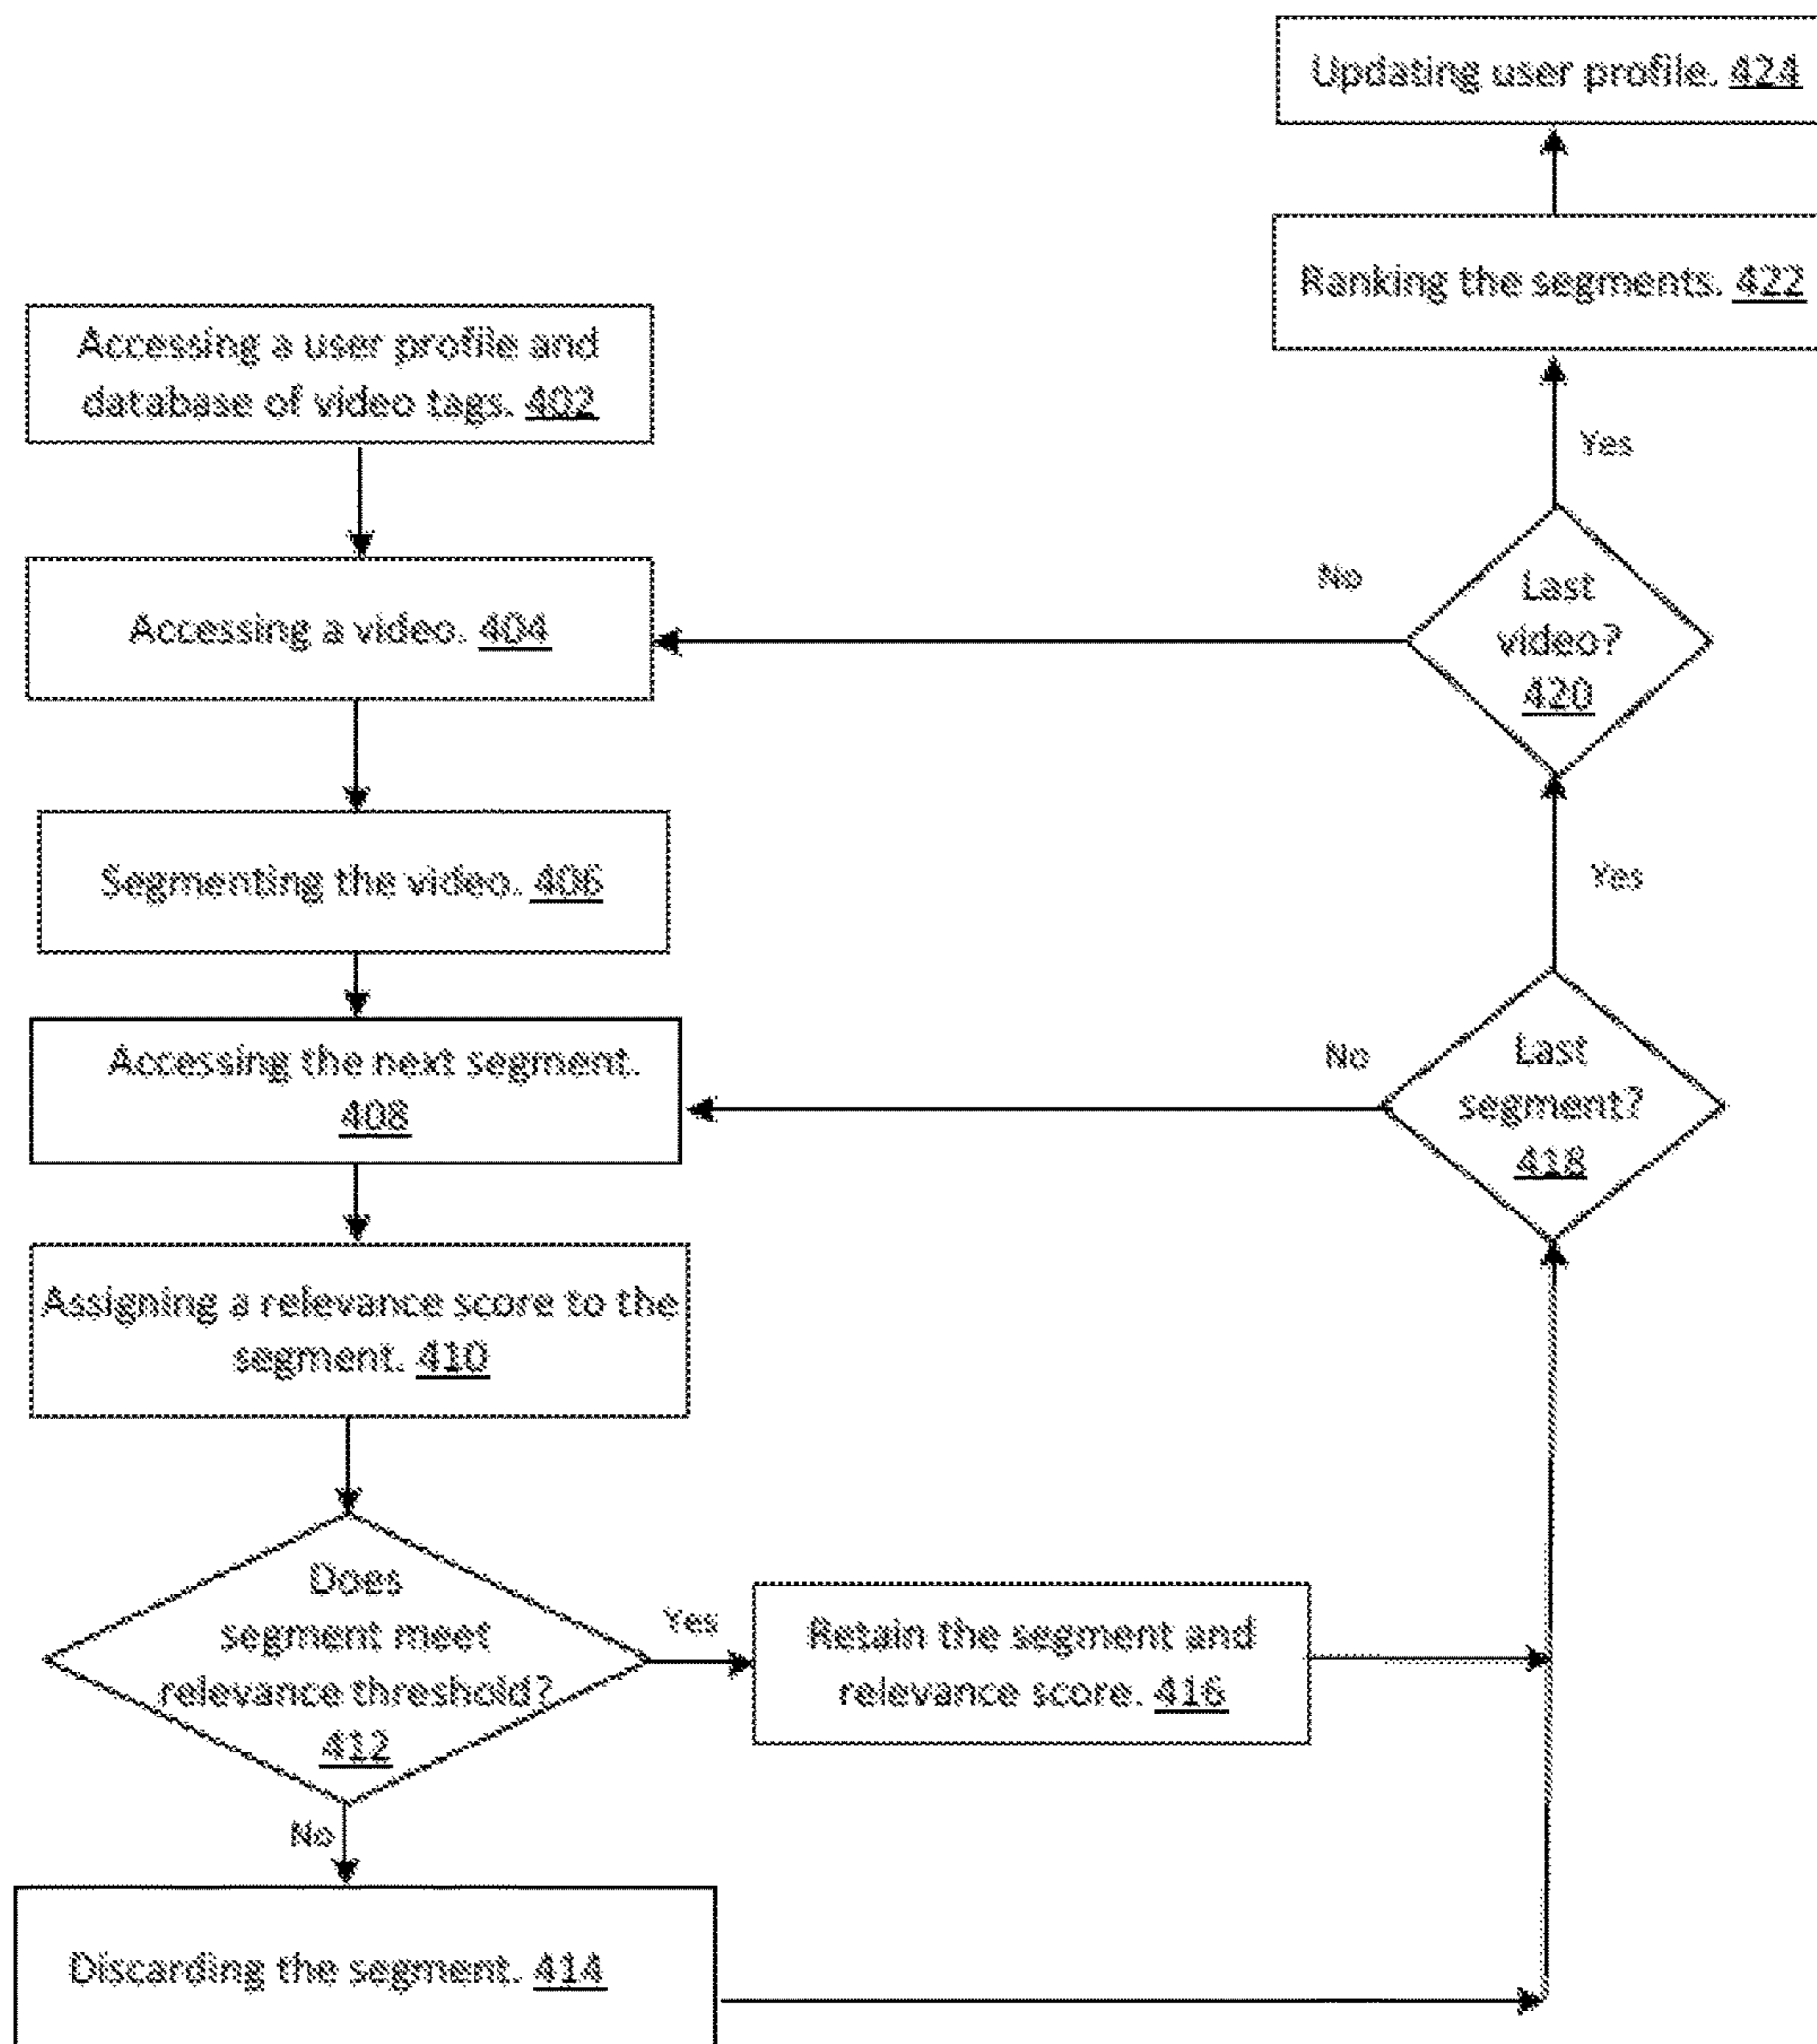 Updating user profile. 424
Ranking the segments. 422
Accessing a user profile and
database of video tags. 402
Yes
No
Last
video?
420
Accessing a video. 404
Segmenting the video. 406
Yes
No
Last
segment?
418
Accessing the next segment.
408
Assigning a relevance score to the
segment. 410
Does
segment meet
relevance threshold?
412
Yes
Retain the segment and
relevance score. 416
No
Discarding the segment. 414